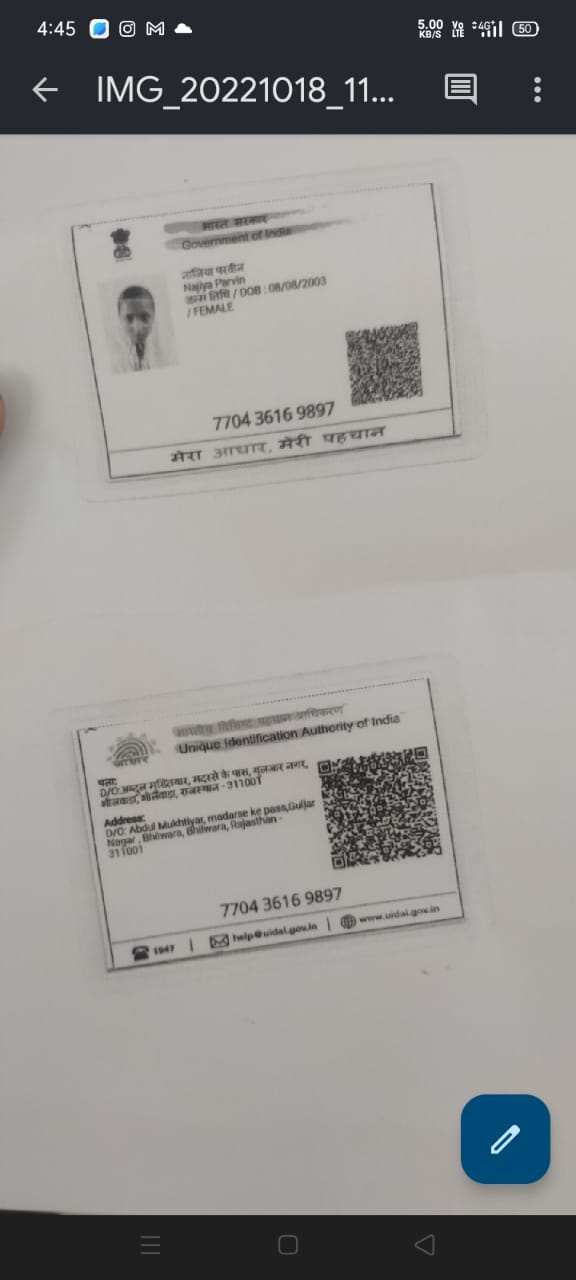 4:45
5.00 KB/S Vo LTE 4G+ 50
IMG_20221018_11...
भारत सरकार
Government of India
नाजिया परवीन
Najiya Parvin
जन्म तिथि / DOB : 08/08/2003
/ FEMALE
7704 3616 9897
मेरा आधार, मेरी पहचान
भारतीय विशिष्ट पहचान प्राधिकरण
Unique Identification Authority of India
आधार
पता:
D/O: अब्दुल मुख्तियार, मदरसे के पास, गुलजार नगर,
भीलवाड़ा, भीलवाड़ा, राजस्थान - 311001
Address:
D/O: Abdul Mukhtiyar, madarse ke pass,Guljar
Nagar , Bhilwara, Bhilwara, Rajasthan -
311001
7704 3616 9897
1947 | help@uidai.gov.in | www.uidai.gov.in